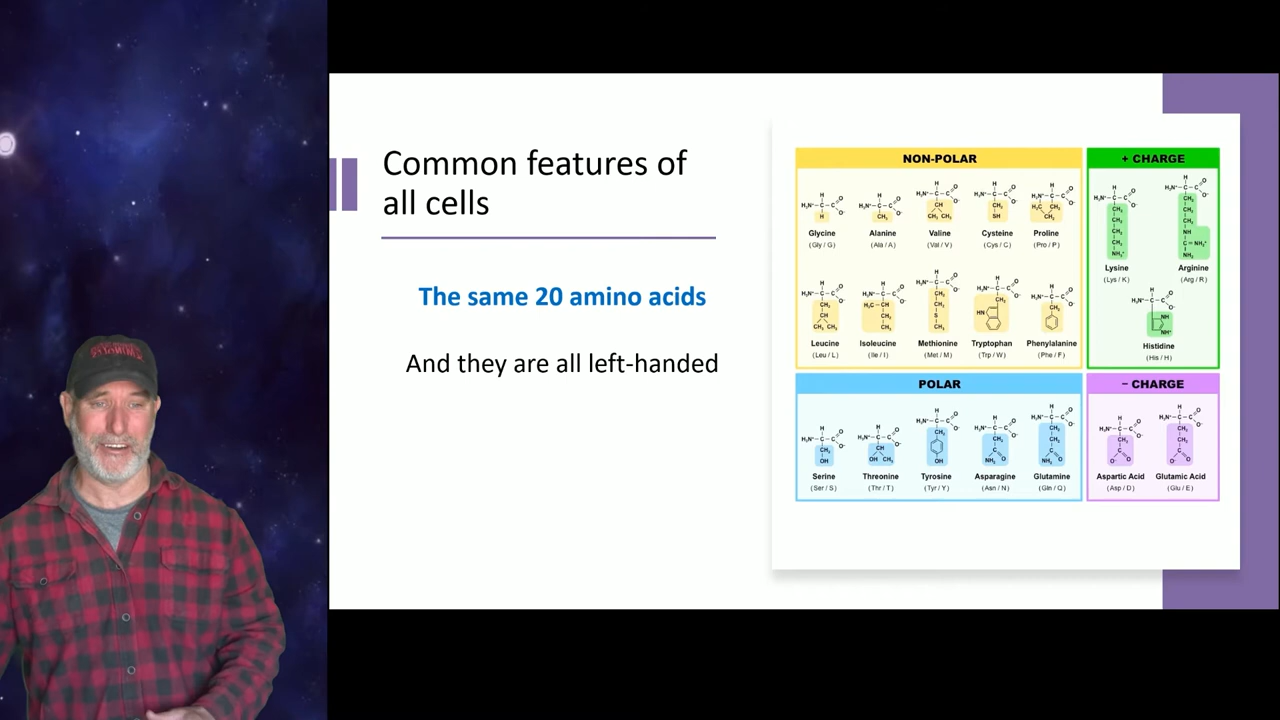 Common features of
all cells
The same 20 amino acids
And they are all left-handed
NON-POLAR
Glycine
(Gly / G)
Alanine
(Ala / A)
Valine
(Val / V)
Cysteine
(Cys / C)
Proline
(Pro / P)
Leucine
(Leu / L)
Isoleucine
(Ile / I)
Methionine
(Met / M)
Tryptophan
(Trp / W)
Phenylalanine
(Phe / F)
+ CHARGE
Lysine
(Lys / K)
Arginine
(Arg / R)
Histidine
(His / H)
POLAR
Serine
(Ser / S)
Threonine
(Thr / T)
Tyrosine
(Tyr / Y)
Asparagine
(Asn / N)
Glutamine
(Gln / Q)
− CHARGE
Aspartic Acid
(Asp / D)
Glutamic Acid
(Glu / E)